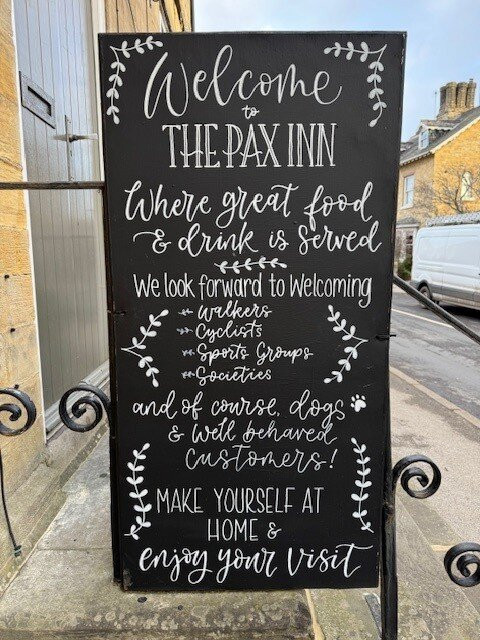 Welcome
to
THE PAX INN
Where great food
& drink is served
We look forward to Welcoming
Walkers
Cyclists
Sports Groups
Societies
and of course, dogs
& well behaved
customers!
MAKE YOURSELF AT
HOME &
enjoy your visit